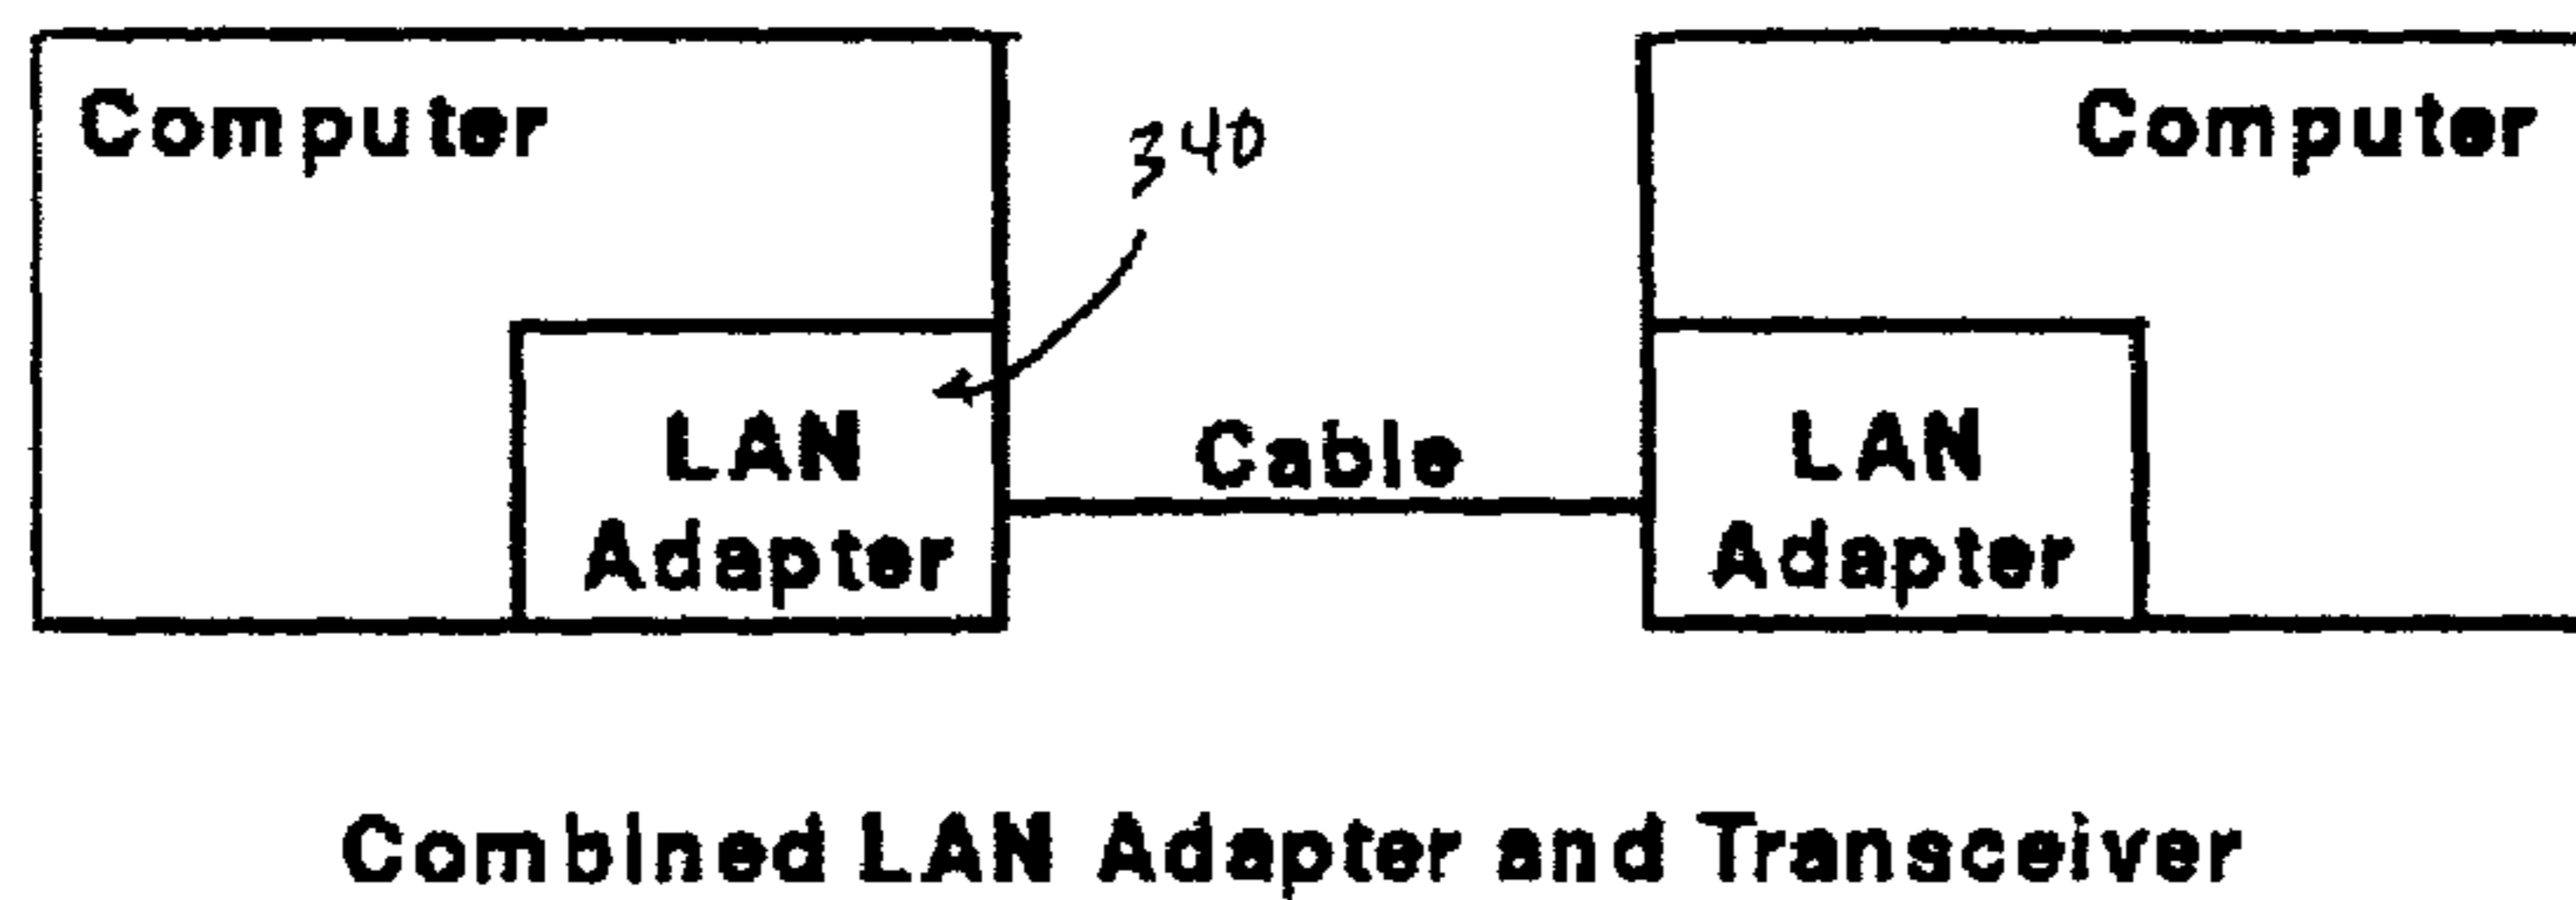 Computer
340
Computer
LAN
Adapter
Cable
LAN
Adapter
Combined LAN Adapter and Transceiver